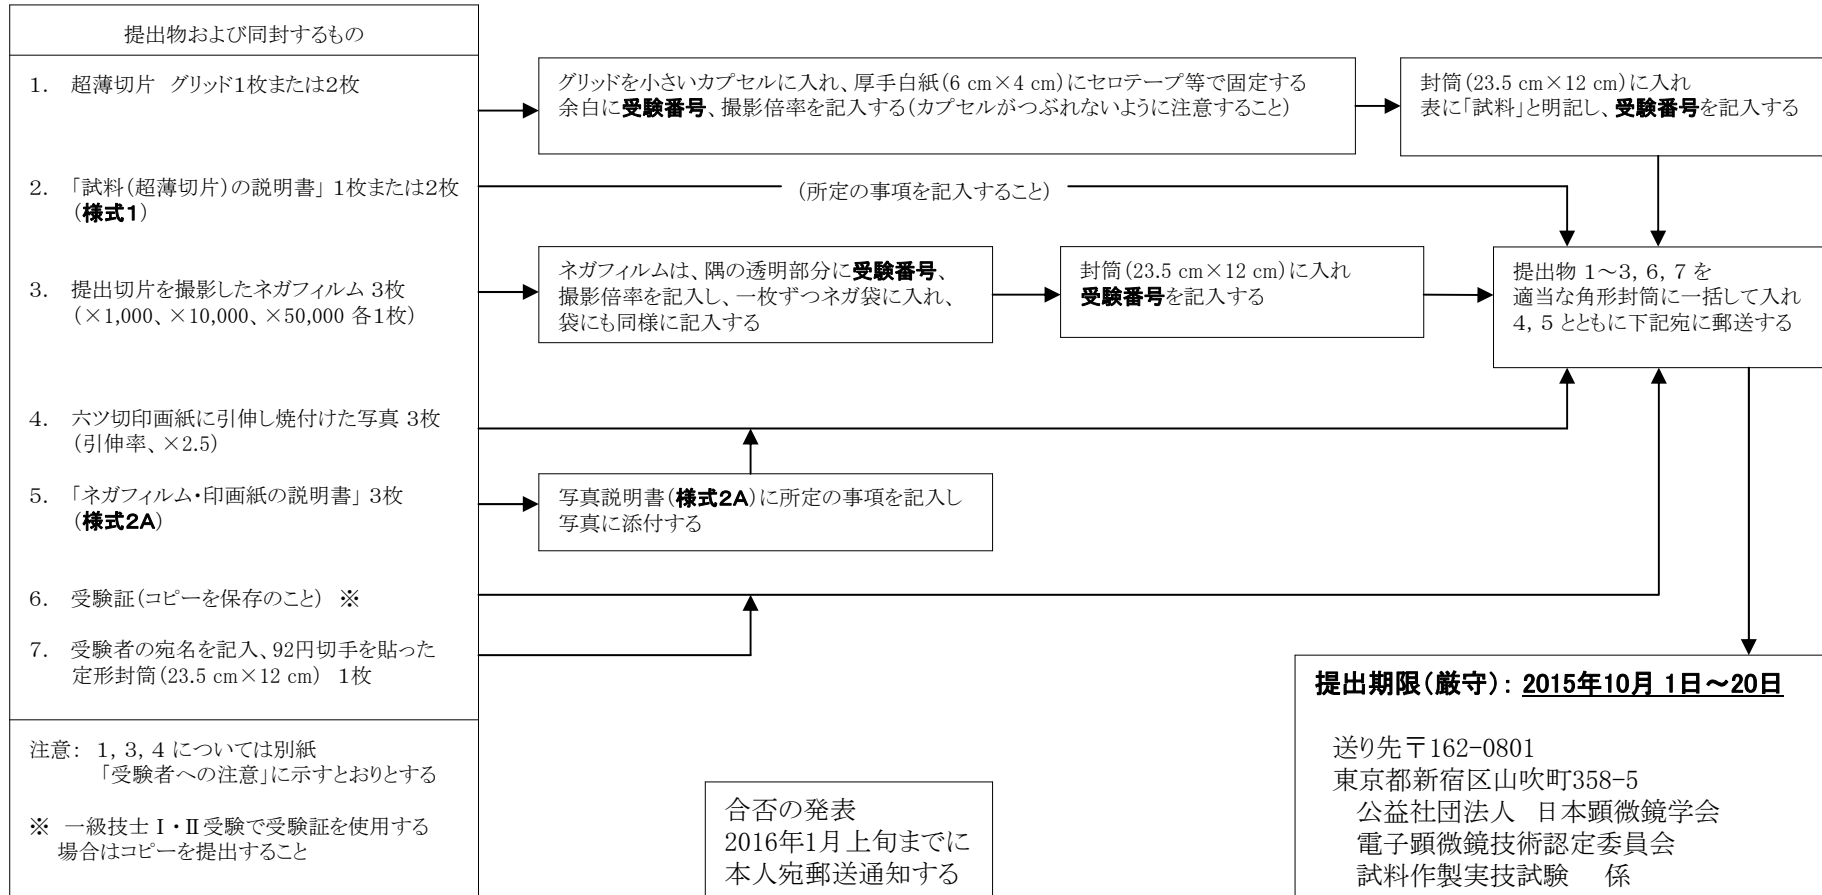 提出物および同封するもの
1. 超薄切片 グリッド1枚または2枚
グリッドを小さいカプセルに入れ、厚手白紙(6 cm×4 cm)にセロテープ等で固定する
余白に受験番号、撮影倍率を記入する(カプセルがつぶれないように注意すること)
封筒(23.5 cm×12 cm)に入れ
表に「試料」と明記し、受験番号を記入する
2. 「試料(超薄切片)の説明書」 1枚または2枚
(様式1)
(所定の事項を記入すること)
3. 提出切片を撮影したネガフィルム 3枚
(×1,000、×10,000、×50,000 各1枚)
ネガフィルムは、隅の透明部分に受験番号、
撮影倍率を記入し、一枚ずつネガ袋に入れ、
袋にも同様に記入する
封筒(23.5 cm×12 cm)に入れ
受験番号を記入する
提出物 1～3, 6, 7 を
適当な角形封筒に一括して入れ
4, 5 とともに下記宛に郵送する
4. 六ツ切印画紙に引伸し焼付けた写真 3枚
(引伸率、×2.5)
5. 「ネガフィルム・印画紙の説明書」 3枚
(様式2A)
写真説明書(様式2A)に所定の事項を記入し
写真に添付する
6. 受験証(コピーを保存のこと) ※
7. 受験者の宛名を記入、92円切手を貼った
定形封筒(23.5 cm×12 cm) 1枚
注意: 1, 3, 4 については別紙
「受験者への注意」に示すとおりとする
※ 一級技士 Ⅰ・Ⅱ受験で受験証を使用する
場合はコピーを提出すること
合否の発表
2016年1月上旬までに
本人宛郵送通知する
提出期限(厳守): 2015年10月 1日～20日
送り先〒162-0801
東京都新宿区山吹町358-5
公益社団法人 日本顕微鏡学会
電子顕微鏡技術認定委員会
試料作製実技試験 係